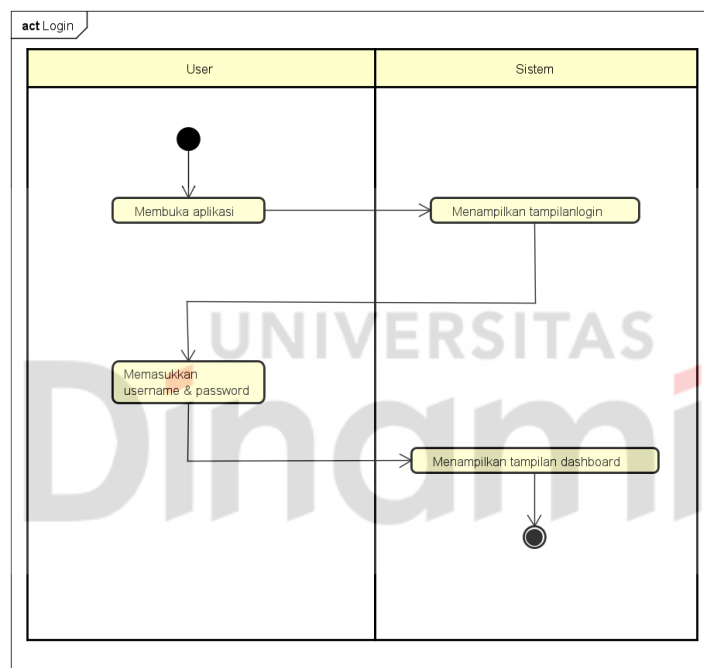 act Login
User
Sistem
Membuka aplikasi
Menampilkan tampilanlogin
UNIVERSITAS
Memasukkan
username & password
Dinami
Menampilkan tampilan dashboard